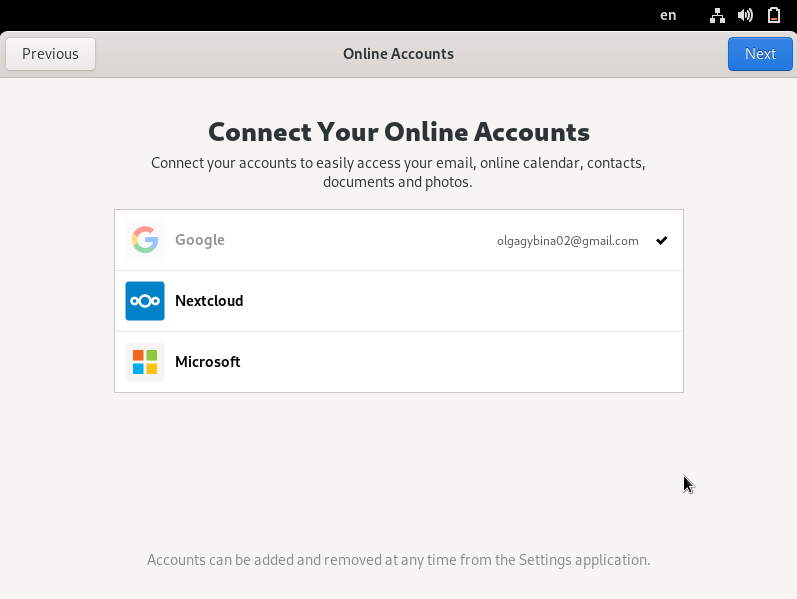 en
Previous
Online Accounts
Next
Connect Your Online Accounts
Connect your accounts to easily access your email, online calendar, contacts,
documents and photos.
Google
olgagybina02@gmail.com
Nextcloud
Microsoft
Accounts can be added and removed at any time from the Settings application.